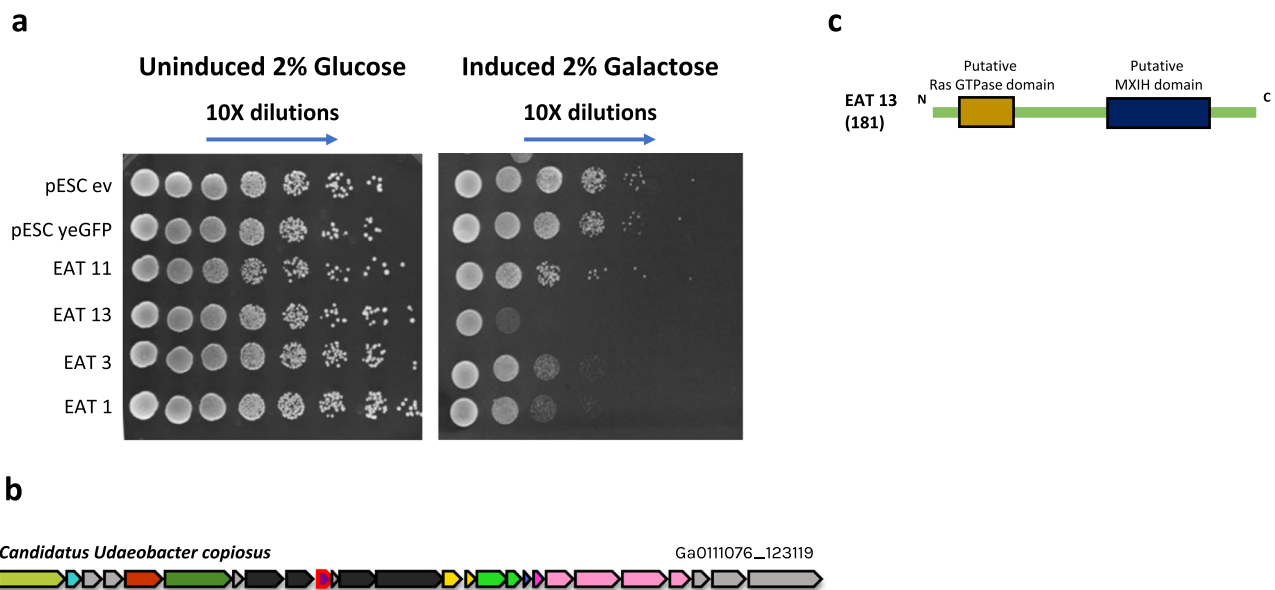 a
Uninduced 2% Glucose
Induced 2% Galactose
10X dilutions
10X dilutions
pESC ev
pESC yeGFP
EAT 11
EAT 13
EAT 3
EAT 1
c
Putative
Ras GTPase domain
Putative
MXIH domain
EAT 13
(181)
N
C
b
Candidatus Udaeobacter copiosus
Ga0111076_123119